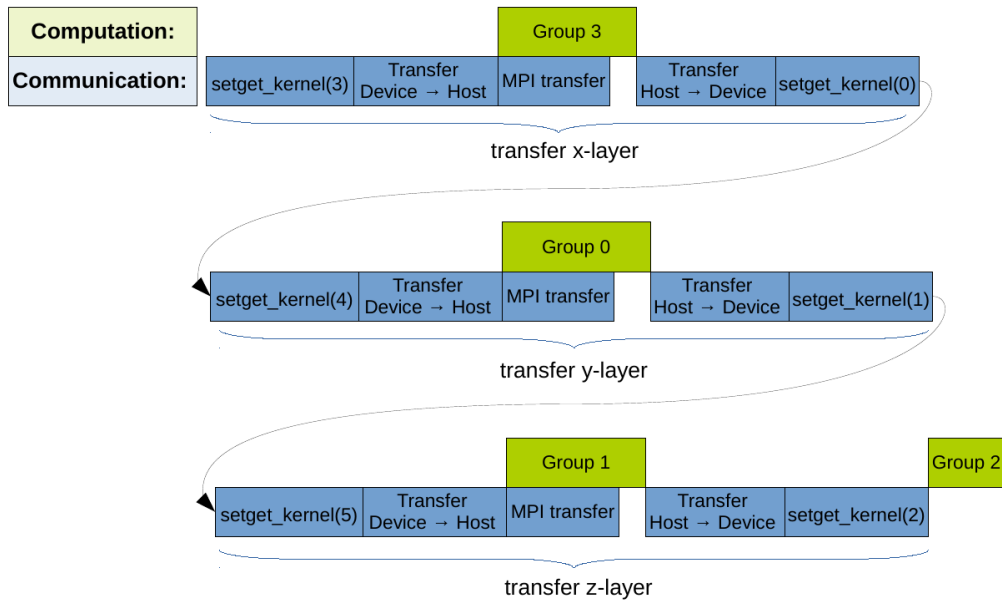 Computation:
Group 3
Communication:
setget_kernel(3)
Transfer
Device → Host
MPI transfer
Transfer
Host → Device
setget_kernel(0)
transfer x-layer
Group 0
setget_kernel(4)
Transfer
Device → Host
MPI transfer
Transfer
Host → Device
setget_kernel(1)
transfer y-layer
Group 1
Group 2
setget_kernel(5)
Transfer
Device → Host
MPI transfer
Transfer
Host → Device
setget_kernel(2)
transfer z-layer